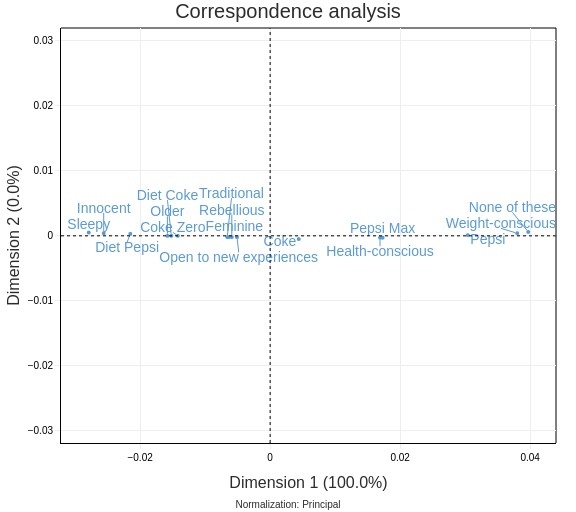 Correspondence analysis
0.03
0.02
0.01
0
−0.01
−0.02
−0.03
Dimension 2 (0.0%)
Innocent
Sleepy
Diet Pepsi
Diet Coke
Older
Coke Zero
Traditional
Rebellious
Feminine
Open to new experiences
Coke
Pepsi Max
Health-conscious
None of these
Weight-conscious
Pepsi
−0.02
0
0.02
0.04
Dimension 1 (100.0%)
Normalization: Principal